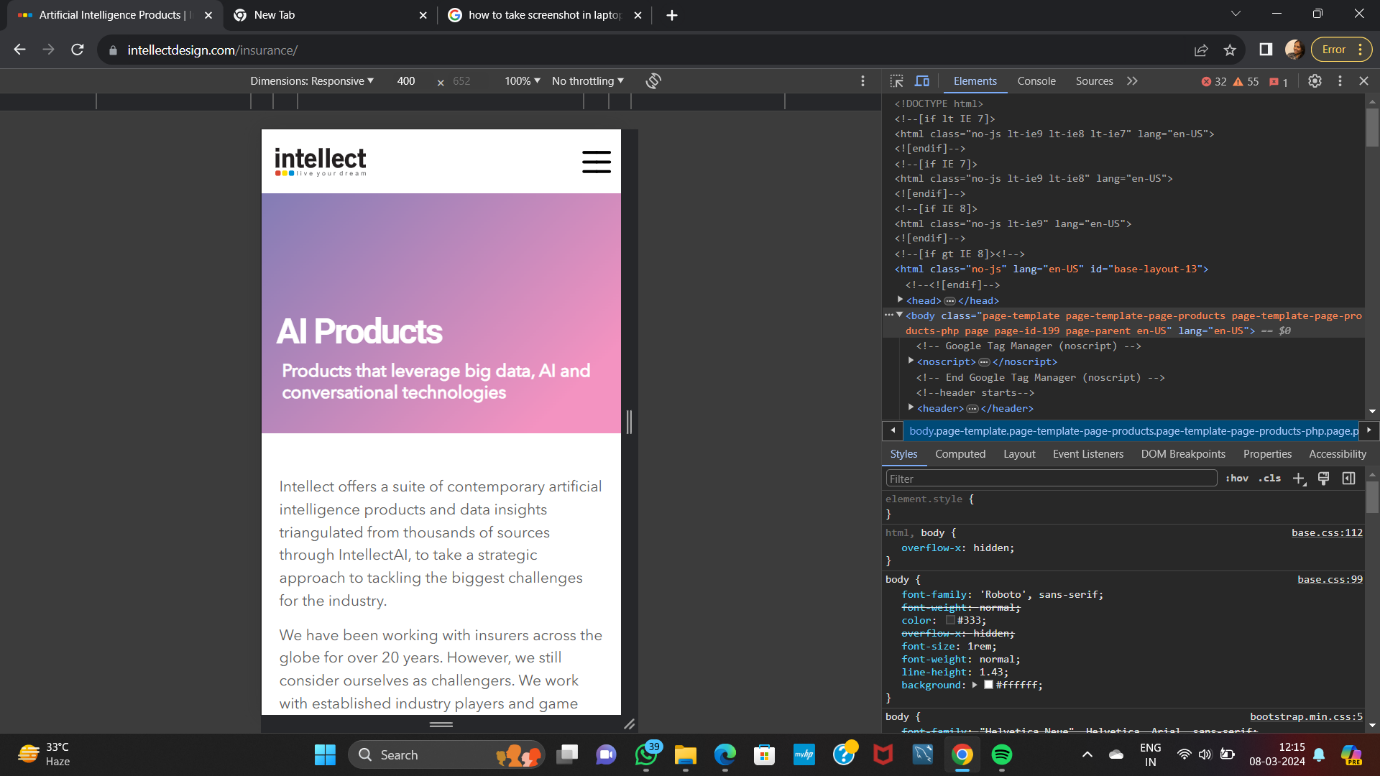 Artificial Intelligence Products |
New Tab
how to take screenshot in laptop
intellectdesign.com/insurance/
Error
Dimensions: Responsive 400 × 652 100% No throttling
Elements Console Sources 32 55 1
intellect
live your dream
AI Products
Products that leverage big data, AI and
conversational technologies
Intellect offers a suite of contemporary artificial
intelligence products and data insights
triangulated from thousands of sources
through IntellectAI, to take a strategic
approach to tackling the biggest challenges
for the industry.
We have been working with insurers across the
globe for over 20 years. However, we still
consider ourselves as challengers. We work
with established industry players and game
<!DOCTYPE html>
<!--[if lt IE 7]>
<html class="no-js lt-ie9 lt-ie8 lt-ie7" lang="en-US">
<![endif]-->
<!--[if IE 7]>
<html class="no-js lt-ie9 lt-ie8" lang="en-US">
<![endif]-->
<!--[if IE 8]>
<html class="no-js lt-ie9" lang="en-US">
<![endif]-->
<!--[if gt IE 8]><!-->
<html class="no-js" lang="en-US" id="base-layout-13">
<!--<![endif]-->
<head> ••• </head>
<body class="page-template page-template-page-products page-template-page-pro
ducts-php page page-id-199 page-parent en-US" lang="en-US"> == $0
<!-- Google Tag Manager (noscript) -->
<noscript> ••• </noscript>
<!-- End Google Tag Manager (noscript) -->
<!--header starts-->
<header> ••• </header>
body.page-template.page-template-page-products.page-template-page-products-php.page.p
Styles Computed Layout Event Listeners DOM Breakpoints Properties Accessibility
Filter :hov .cls
element.style {
}
html, body { base.css:112
overflow-x: hidden;
}
body { base.css:99
font-family: 'Roboto', sans-serif;
font-weight: normal;
color: #333;
overflow-x: hidden;
font-size: 1rem;
font-weight: normal;
line-height: 1.43;
background: #ffffff;
}
body { bootstrap.min.css:5
font-family: "Helvetica Neue", Helvetica, Arial, sans-serif;
33°C
Haze
Search
39
myhp
ENG
IN
12:15
08-03-2024
PRE